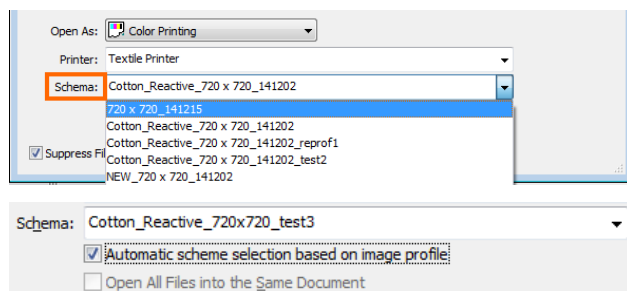 Open As: Color Printing
Printer: Textile Printer
Schema: Cotton_Reactive_720 x 720_141202
720 x 720_141215
Cotton_Reactive_720 x 720_141202
Cotton_Reactive_720 x 720_141202_reprof1
Suppress Fil Cotton_Reactive_720 x 720_141202_test2
NEW_720 x 720_141202
Schema: Cotton_Reactive_720x720_test3
Automatic scheme selection based on image profile
Open All Files into the Same Document